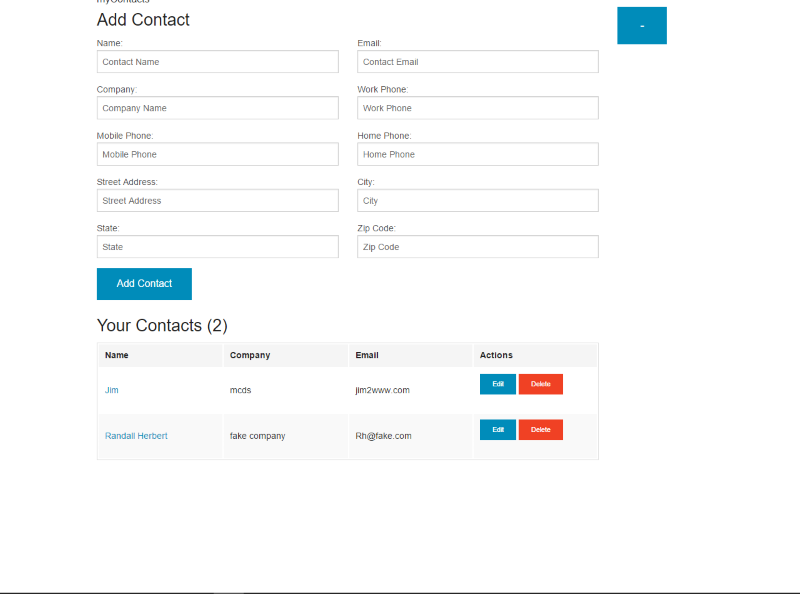 myContacts
Add Contact
-
Name: Email:
Contact Name Contact Email
Company: Work Phone:
Company Name Work Phone
Mobile Phone: Home Phone:
Mobile Phone Home Phone
Street Address: City:
Street Address City
State: Zip Code:
State Zip Code
Add Contact
Your Contacts (2)
Name Company Email Actions
Jim mcds jim2www.com Edit Delete
Randall Herbert fake company Rh@fake.com Edit Delete